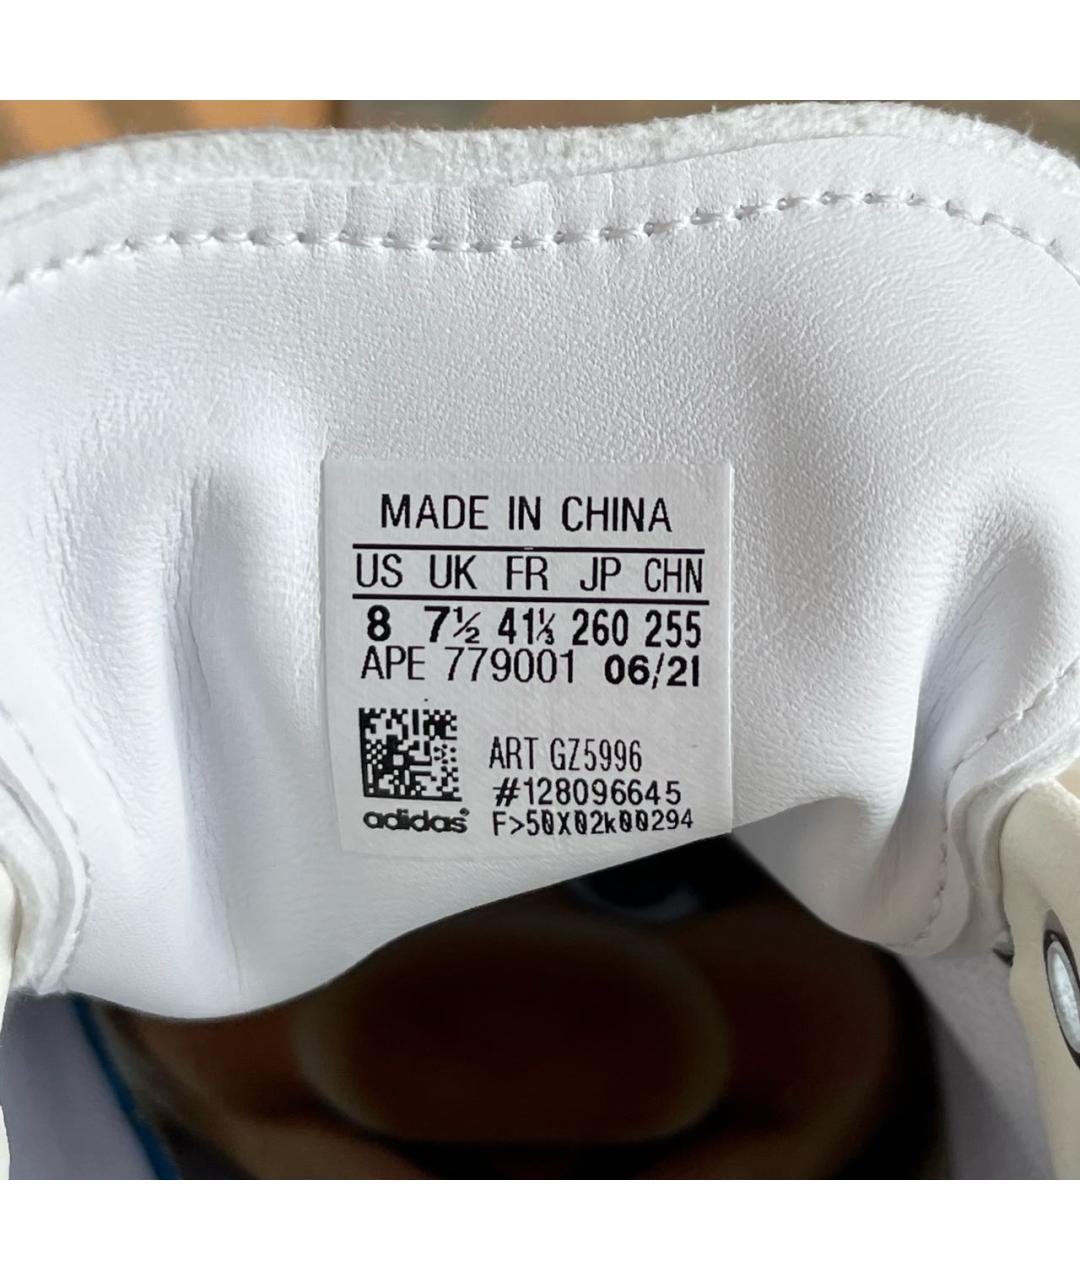 MADE IN CHINA
US UK FR JP CHN
8 7½ 41⅓ 260 255
APE 779001 06/21
ART GZ5996
#128096645
adidas® F>50X02k00294